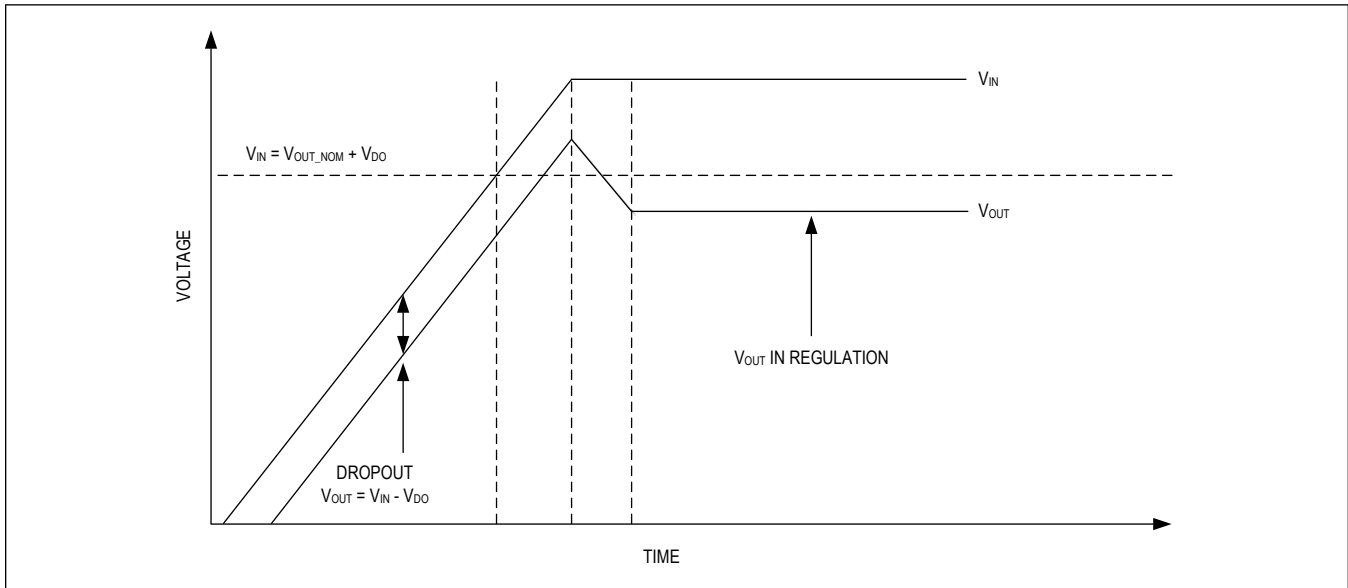 V_IN
V_IN = V_OUT_NOM + V_DO
V_OUT
VOLTAGE
V_OUT IN REGULATION
DROPOUT
V_OUT = V_IN - V_DO
TIME